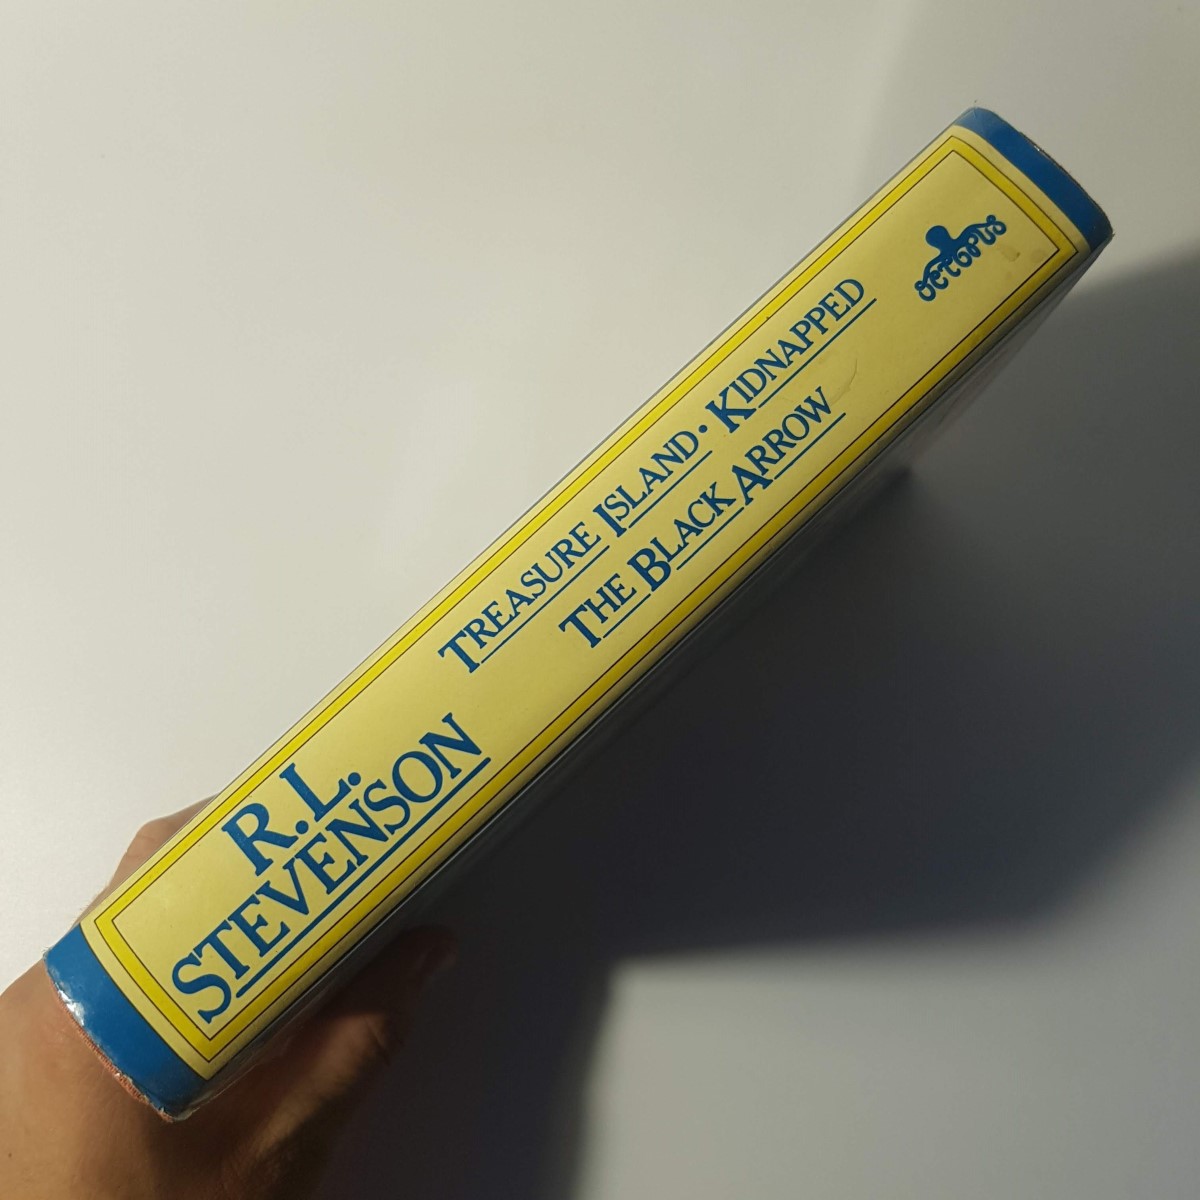 R.L.
STEVENSON
TREASURE ISLAND · KIDNAPPED
THE BLACK ARROW
octopus